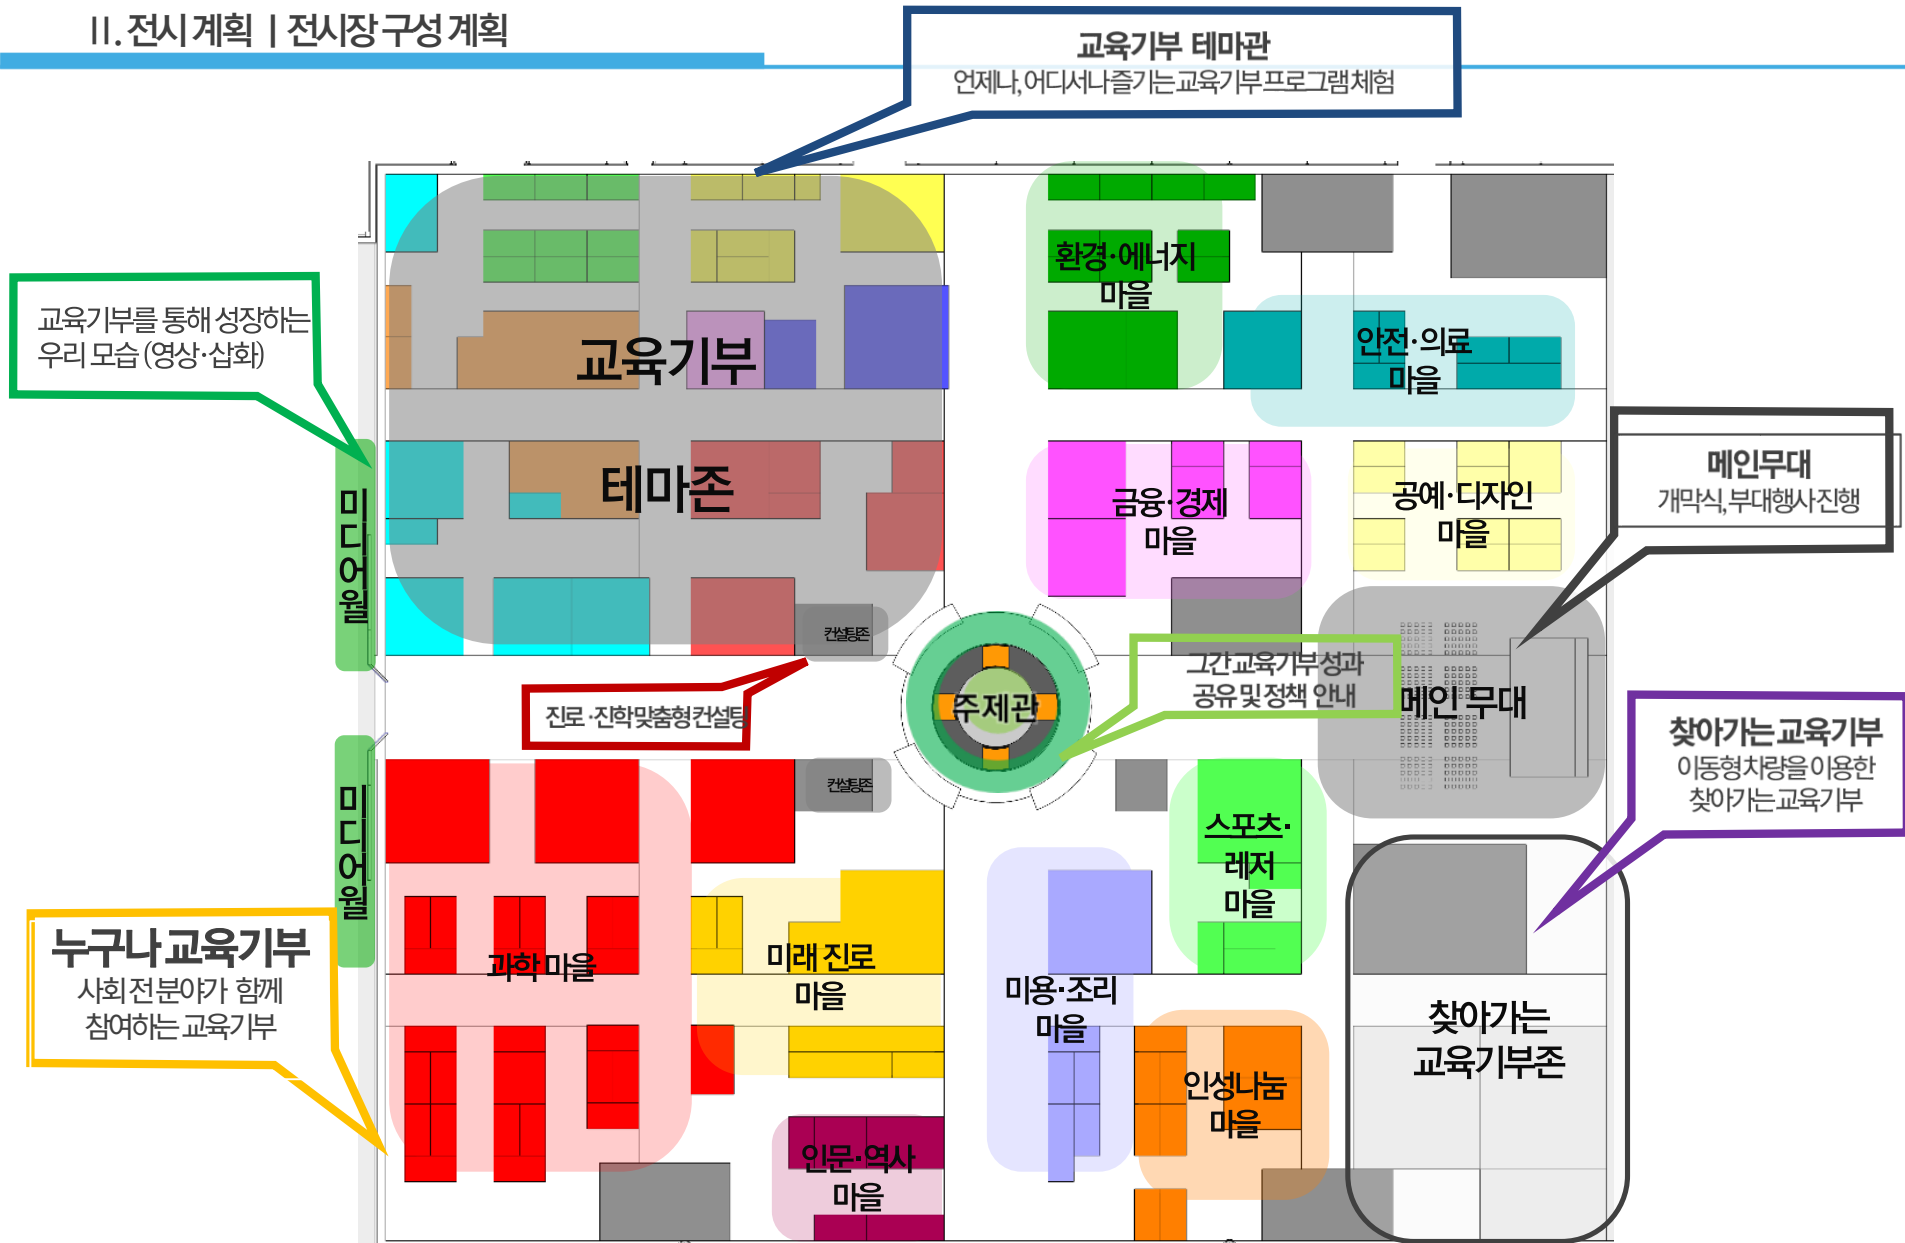 II. 전시 계획 | 전시장 구성 계획
교육기부 테마관
언제나, 어디서나 즐기는 교육기부 프로그램 체험
교육기부를 통해 성장하는
우리 모습 (영상·삽화)
환경·에너지
마을
안전·의료
마을
교육기부
테마존
메인무대
개막식, 부대행사 진행
미디어월
금융·경제
마을
공예·디자인
마을
컨설팅존
그간 교육기부 성과
공유 및 정책 안내
진로·진학 맞춤형 컨설팅
주제관
메인 무대
찾아가는 교육기부
이동형 차량을 이용한
찾아가는 교육기부
컨설팅존
미디어월
스포츠·
레저
마을
누구나 교육기부
사회 전 분야가 함께
참여하는 교육기부
과학 마을
미래 진로
마을
미용·조리
마을
찾아가는
교육기부존
인성나눔
마을
인문·역사
마을